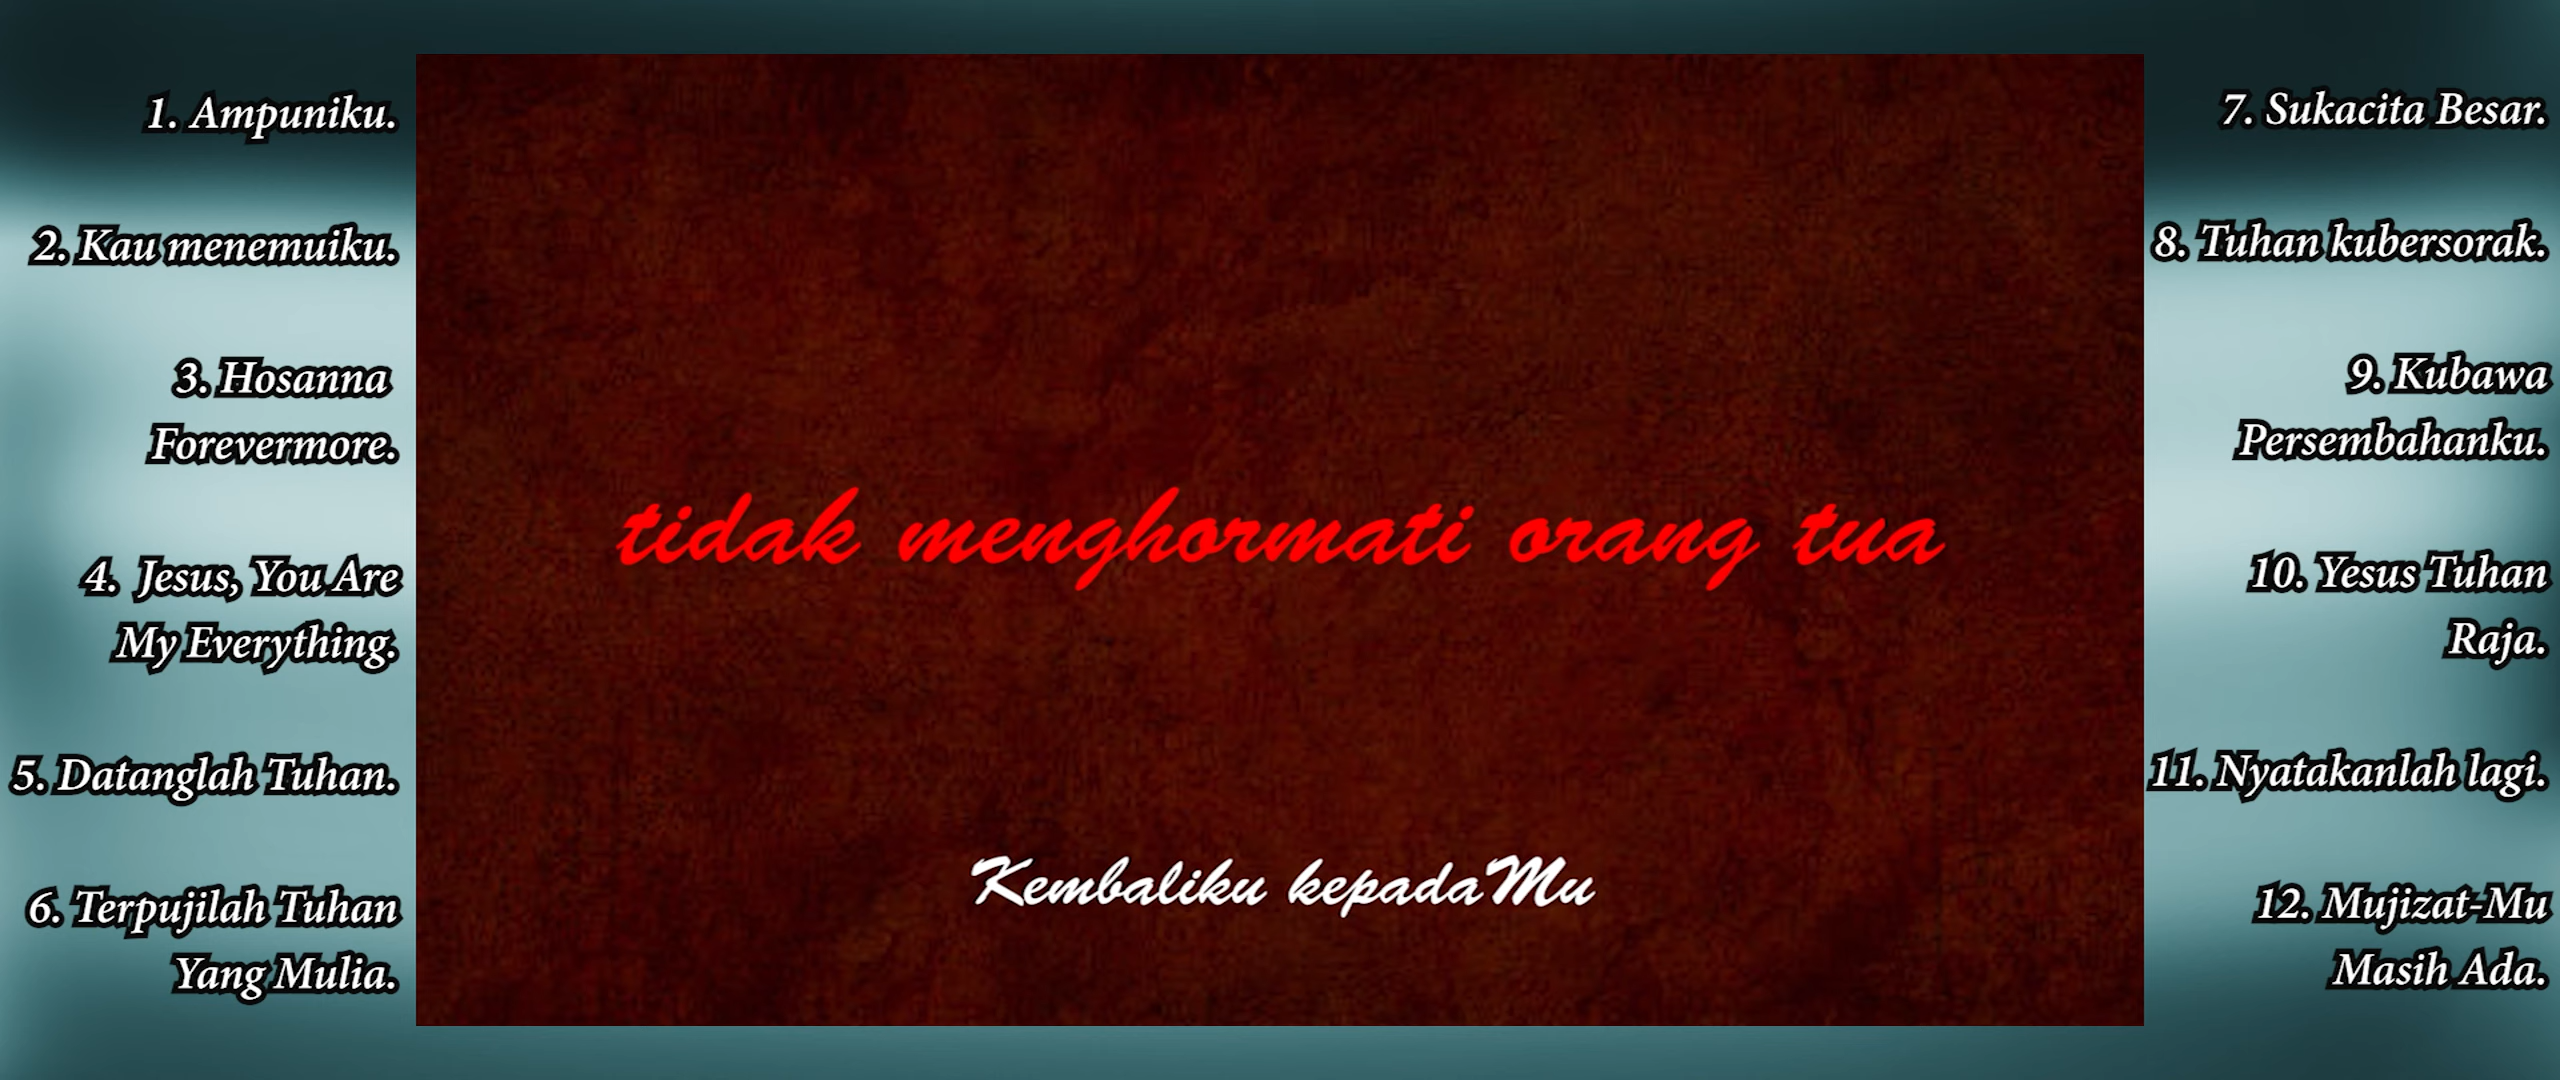 1. Ampuniku.
2. Kau menemuiku.
3. Hosanna
Forevermore.
4. Jesus, You Are
My Everything.
5. Datanglah Tuhan.
6. Terpujilah Tuhan
Yang Mulia.
tidak menghormati orang tua
Kembaliku kepadaMu
7. Sukacita Besar.
8. Tuhan kubersorak.
9. Kubawa
Persembahanku.
10. Yesus Tuhan
Raja.
11. Nyatakanlah lagi.
12. Mujizat-Mu
Masih Ada.